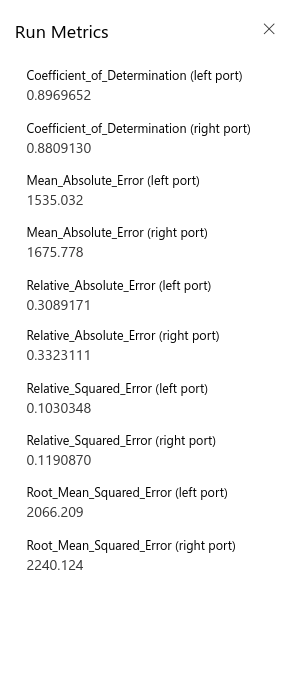 Run Metrics
Coefficient_of_Determination (left port)
0.8969652
Coefficient_of_Determination (right port)
0.8809130
Mean_Absolute_Error (left port)
1535.032
Mean_Absolute_Error (right port)
1675.778
Relative_Absolute_Error (left port)
0.3089171
Relative_Absolute_Error (right port)
0.3323111
Relative_Squared_Error (left port)
0.1030348
Relative_Squared_Error (right port)
0.1190870
Root_Mean_Squared_Error (left port)
2066.209
Root_Mean_Squared_Error (right port)
2240.124